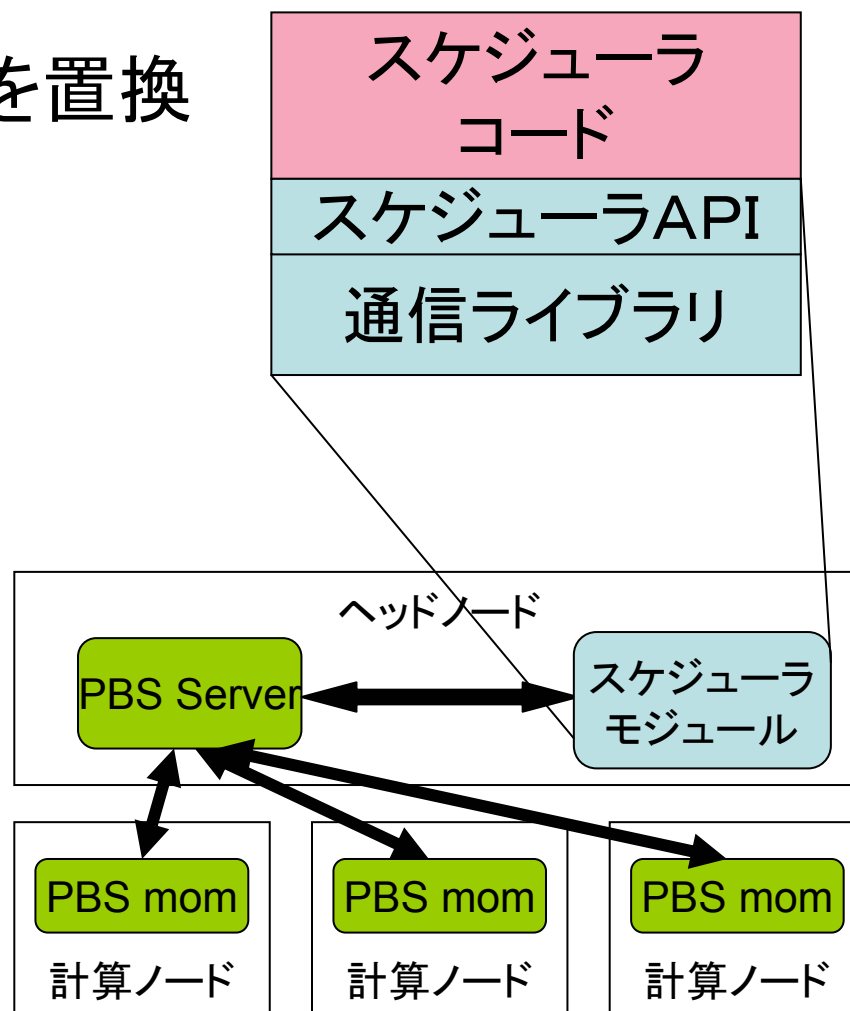 を置換
スケジューラ
コード
スケジューラAPI
通信ライブラリ
ヘッドノード
PBS Server
スケジューラ
モジュール
PBS mom
PBS mom
PBS mom
計算ノード
計算ノード
計算ノード